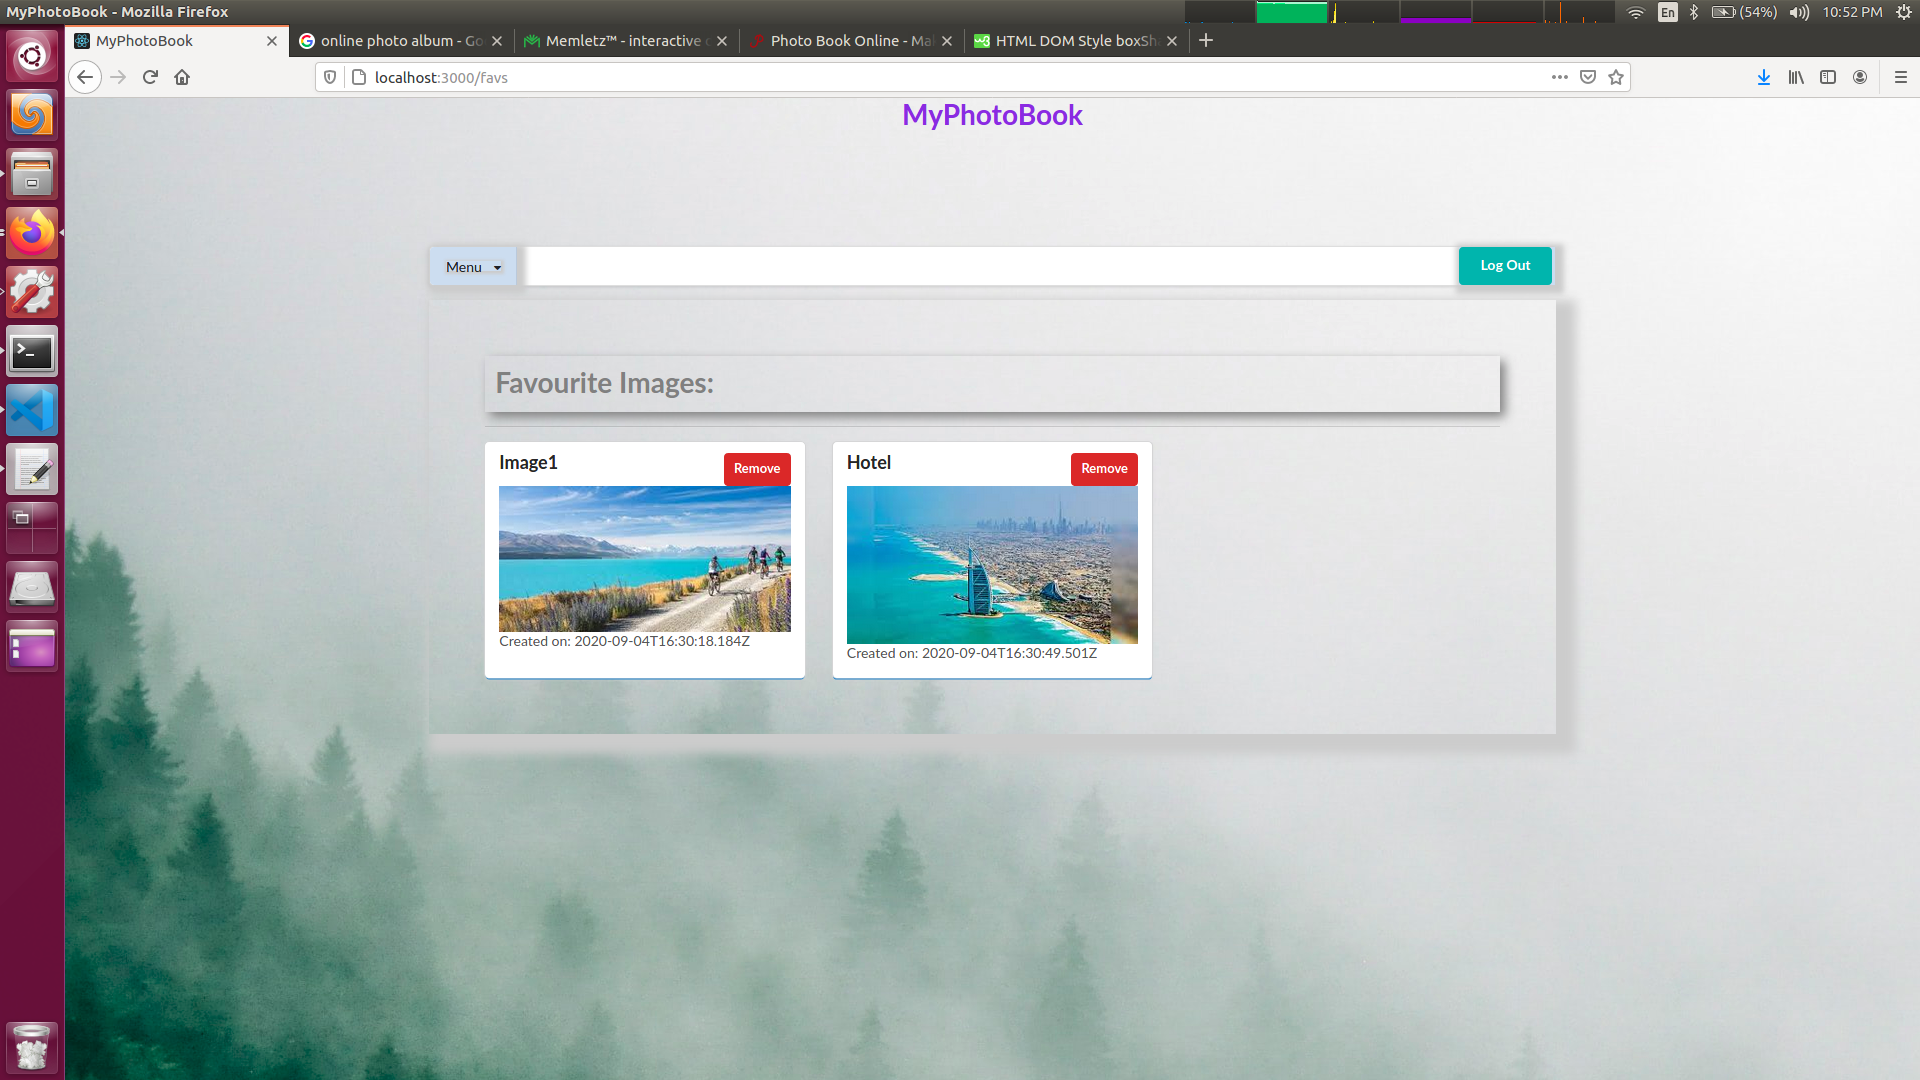 MyPhotoBook - Mozilla Firefox
En
(54%)
10:52 PM
MyPhotoBook
online photo album - Go
Memletz™ - interactive
Photo Book Online - Ma
HTML DOM Style boxSh
localhost:3000/favs
MyPhotoBook
Menu
Log Out
Favourite Images:
Image1
Remove
Created on: 2020-09-04T16:30:18.184Z
Hotel
Remove
Created on: 2020-09-04T16:30:49.501Z